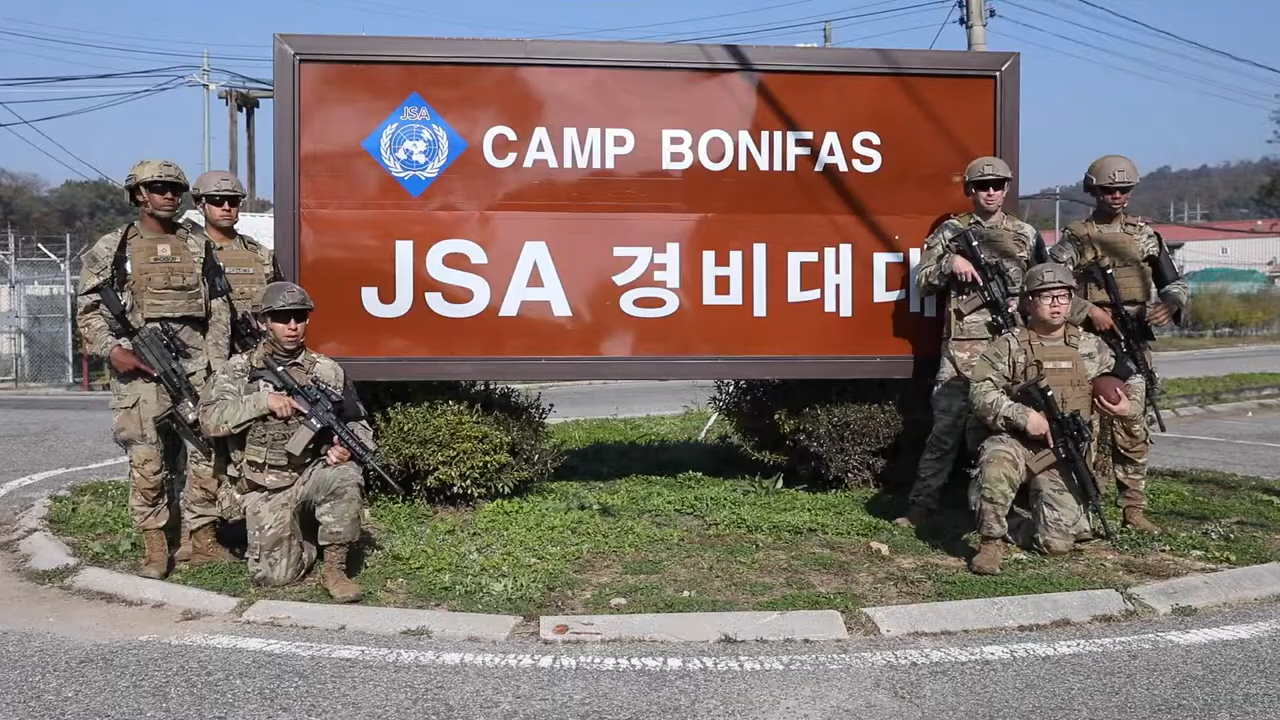 JSA
CAMP BONIFAS
JSA 경비대대